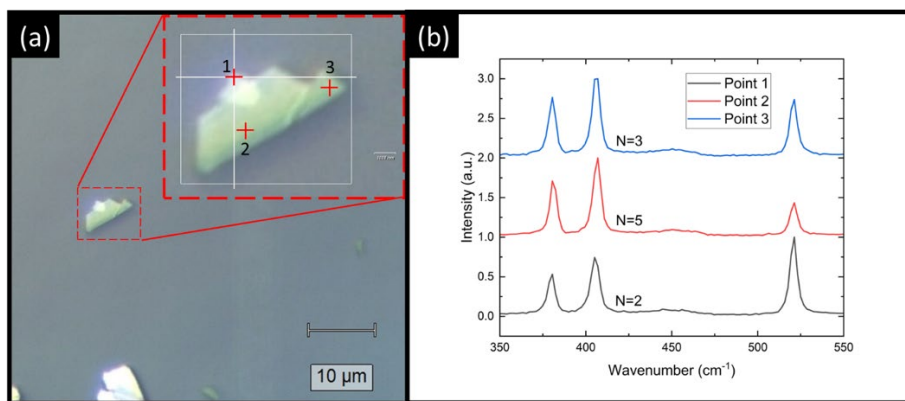 (a)
1
3
2
10 µm
(b)
3.0
2.5
2.0
1.5
1.0
0.5
0.0
Intensity (a.u.)
Point 1
Point 2
Point 3
N=3
N=5
N=2
350
400
450
500
550
Wavenumber (cm⁻¹)